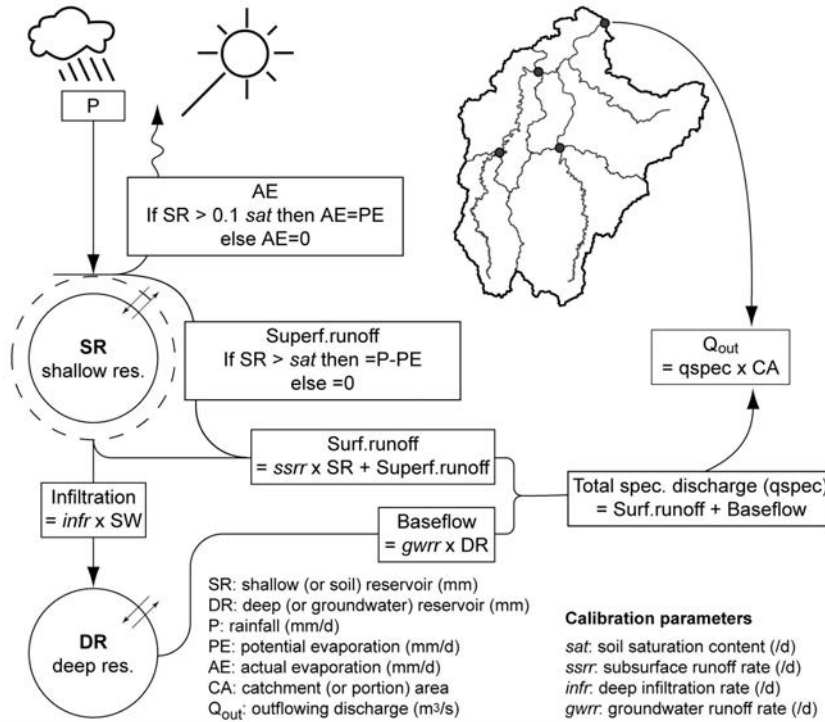 P
AE
If SR > 0.1 sat then AE=PE
else AE=0
SR
shallow res.
Superf.runoff
If SR > sat then =P-PE
else =0
Qout
= qspec x CA
Surf.runoff
= ssrr x SR + Superf.runoff
Infiltration
= infr x SW
Baseflow
= gwrr x DR
Total spec. discharge (qspec)
= Surf.runoff + Baseflow
DR
deep res.
SR: shallow (or soil) reservoir (mm)
DR: deep (or groundwater) reservoir (mm)
P: rainfall (mm/d)
PE: potential evaporation (mm/d)
AE: actual evaporation (mm/d)
CA: catchment (or portion) area
Qout: outflowing discharge (m³/s)
Calibration parameters
sat: soil saturation content (/d)
ssrr: subsurface runoff rate (/d)
infr: deep infiltration rate (/d)
gwrr: groundwater runoff rate (/d)